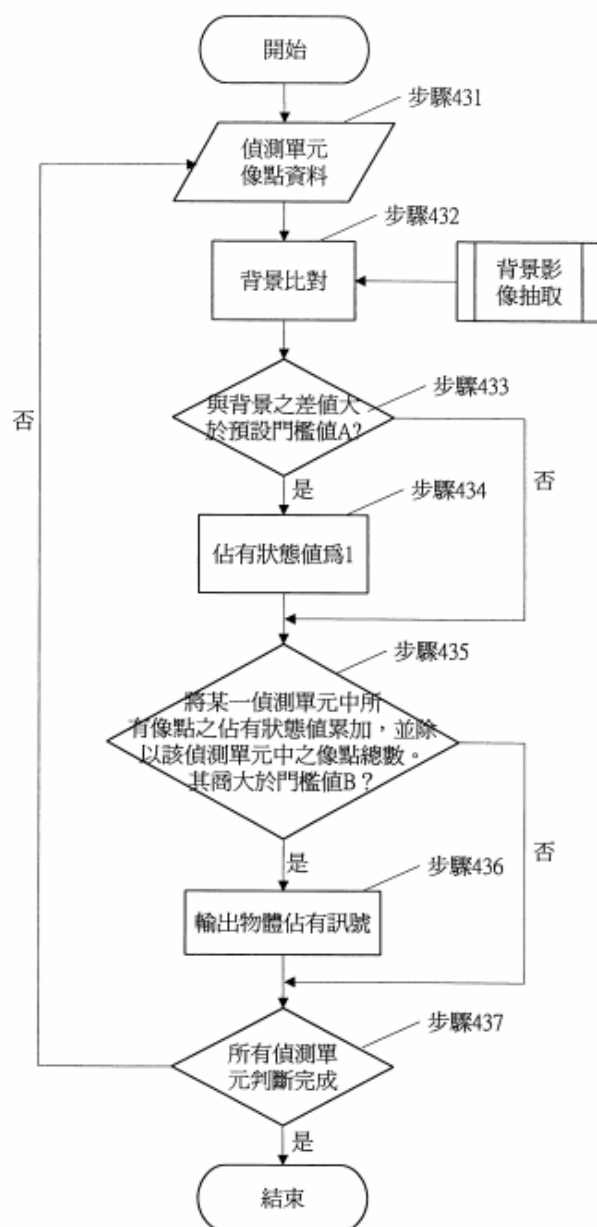 開始
步驟431
偵測單元
像點資料
步驟432
背景比對
背景影
像抽取
步驟433
與背景之差值大
於預設門檻值A?
否
是
否
步驟434
佔有狀態值爲1
步驟435
將某一偵測單元中所
有像點之佔有狀態值累加，並除
以該偵測單元中之像點總數。
其商大於門檻值B？
是
否
步驟436
輸出物體佔有訊號
步驟437
所有偵測單
元判斷完成
是
結束